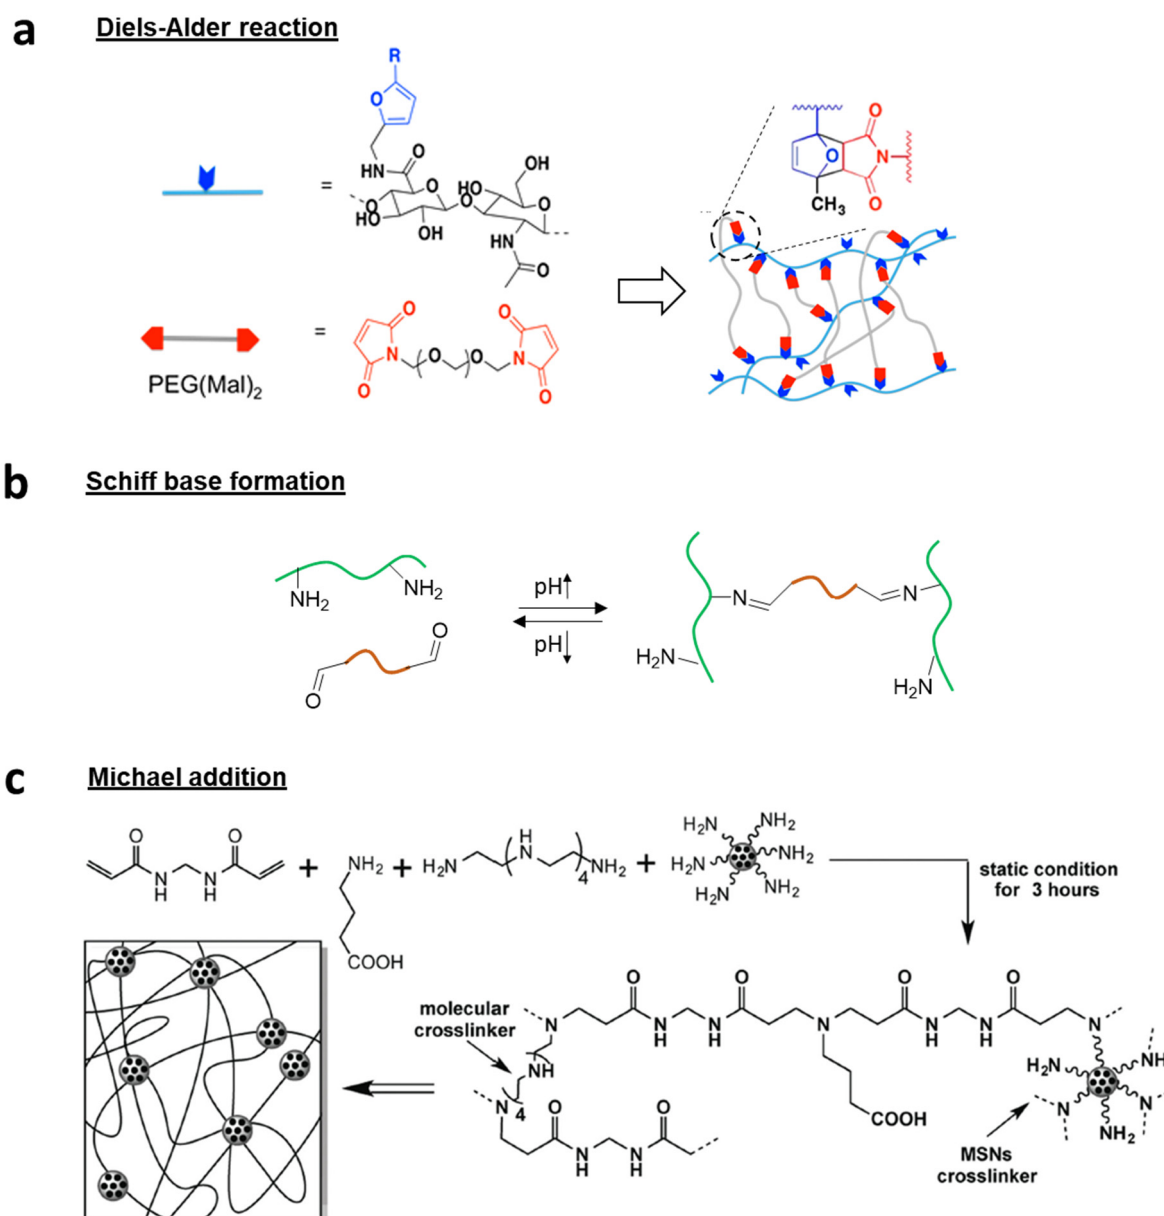 a
Diels-Alder reaction
R
O
HN
O
OH
O
HO
O
HO
O
HO
OH
O
HN
O
=
O
O
N
O
CH₃
O
PEG(Mal)₂
=
O
N
O
O
O
N
O
O
b
Schiff base formation
NH₂
NH₂
O
O
pH↑
pH↓
N
N
H₂N
H₂N
c
Michael addition
O
N
H
N
H
O
+
NH₂
COOH
+
H₂N
H
N
4
NH₂
+
H₂N
NH₂
H₂N
NH₂
H₂N
NH₂
static condition
for 3 hours
molecular
crosslinker
N
O
N
H
N
H
O
N
O
N
H
N
H
O
N
NH
4
N
O
N
H
N
H
O
COOH
H₂N
NH
N
N
NH₂
MSNs
crosslinker